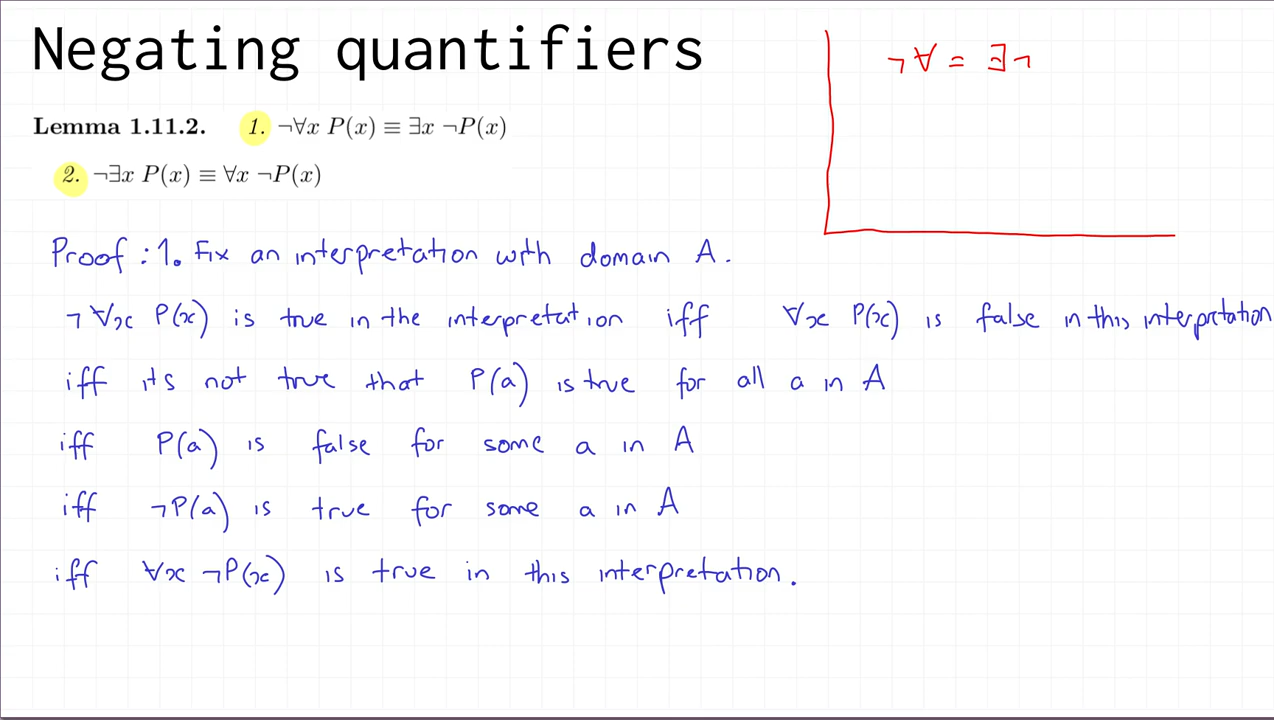 Negating quantifiers
¬∀ = ∃¬
Lemma 1.11.2. 1. ¬∀x P(x) ≡ ∃x ¬P(x)
2. ¬∃x P(x) ≡ ∀x ¬P(x)
Proof : 1. Fix an interpretation with domain A.
¬∀x P(x) is true in the interpretation iff ∀x P(x) is false in this interpretation
iff it's not true that P(a) is true for all a in A
iff P(a) is false for some a in A
iff ¬P(a) is true for some a in A
iff ∀x ¬P(x) is true in this interpretation.